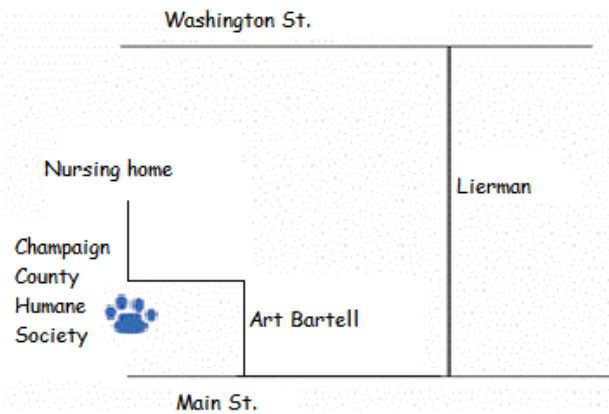 Washington St.
Nursing home
Lierman
Champaign
County
Humane
Society
Art Bartell
Main St.